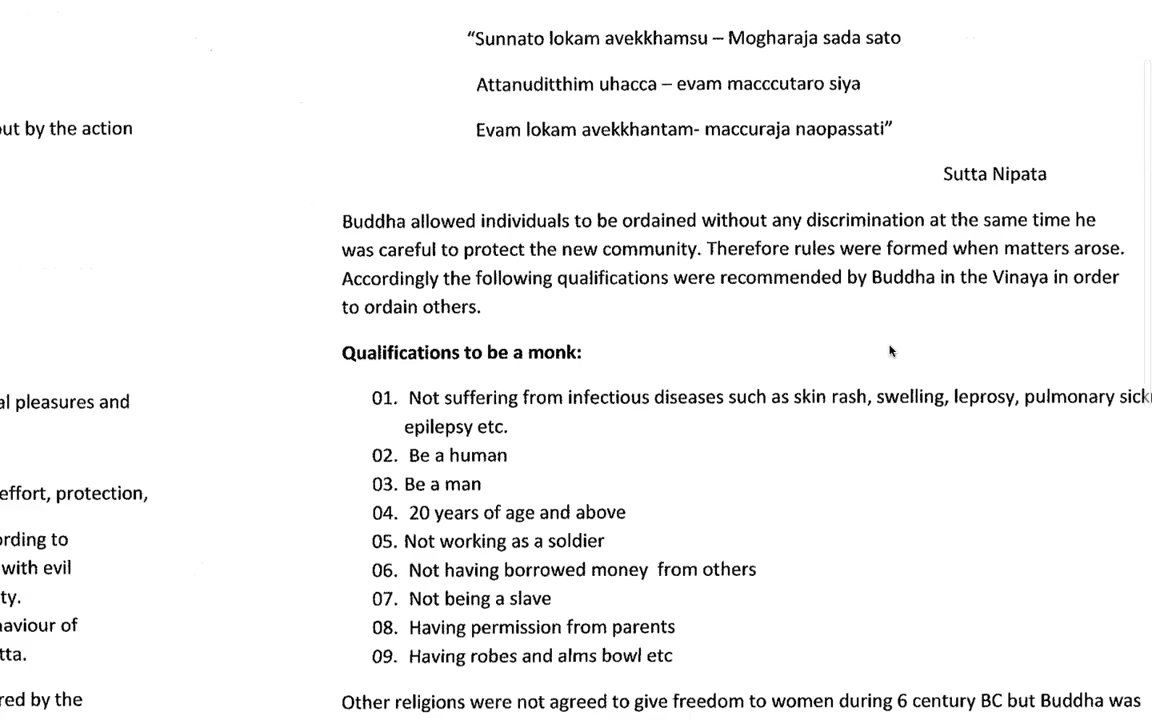 "Sunnato lokam avekkhamsu – Mogharaja sada sato
Attanuditthim uhacca – evam macccutaro siya
Evam lokam avekkhantam- maccuraja naopassati"
Sutta Nipata
Buddha allowed individuals to be ordained without any discrimination at the same time he
was careful to protect the new community. Therefore rules were formed when matters arose.
Accordingly the following qualifications were recommended by Buddha in the Vinaya in order
to ordain others.
Qualifications to be a monk:
01. Not suffering from infectious diseases such as skin rash, swelling, leprosy, pulmonary
epilepsy etc.
02. Be a human
03. Be a man
04. 20 years of age and above
05. Not working as a soldier
06. Not having borrowed money from others
07. Not being a slave
08. Having permission from parents
09. Having robes and alms bowl etc
Other religions were not agreed to give freedom to women during 6 century BC but Buddha was
by the action
pleasures and
effort, protection,
to
with evil
of
by the